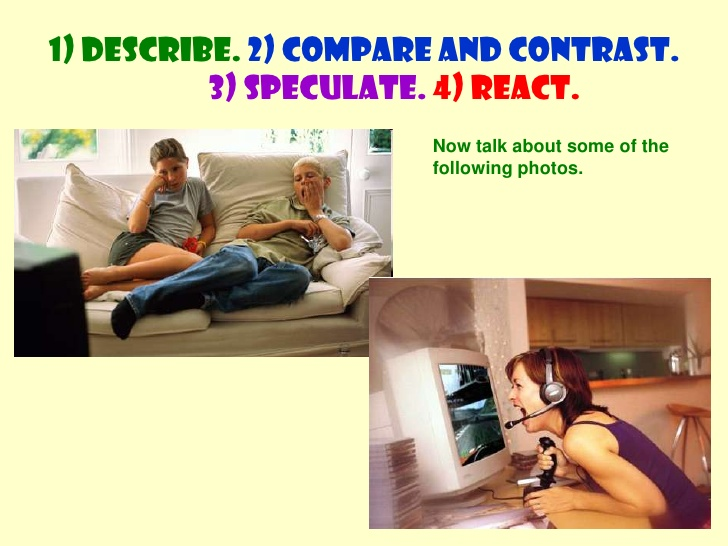 1) DESCRIBE. 2) COMPARE AND CONTRAST.
3) SPECULATE. 4) REACT.
Now talk about some of the
following photos.